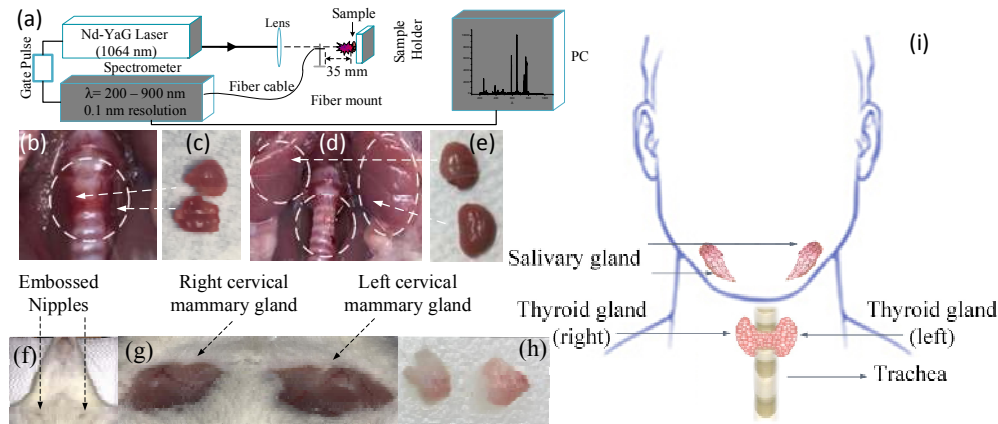 (a)
Nd-YaG Laser
(1064 nm)
Gate Pulse
Spectrometer
λ= 200 – 900 nm
0.1 nm resolution
Lens
Sample
35 mm
Fiber cable
Fiber mount
Sample
Holder
PC
(b)
(c)
(d)
(e)
Embossed
Nipples
Right cervical
mammary gland
Left cervical
mammary gland
(f)
(g)
(h)
(i)
Salivary gland
Thyroid gland
(right)
Thyroid gland
(left)
Trachea